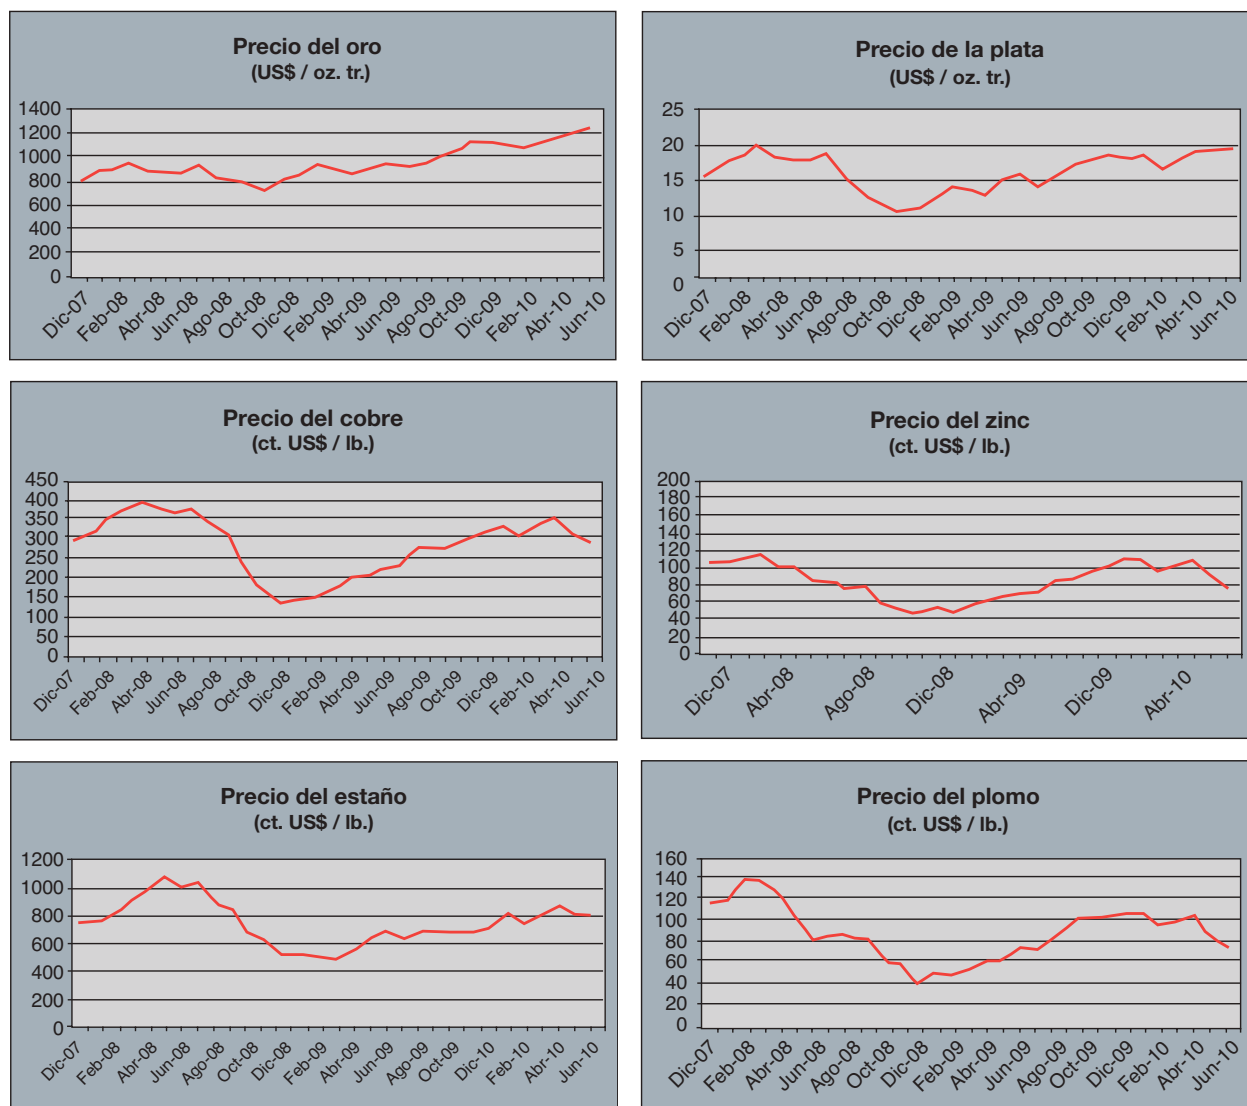 Precio del oro
(US$ / oz. tr.)
1400
1200
1000
800
600
400
200
0
Dic-07
Feb-08
Abr-08
Jun-08
Ago-08
Oct-08
Dic-08
Feb-09
Abr-09
Jun-09
Ago-09
Oct-09
Dic-09
Feb-10
Abr-10
Jun-10
Precio de la plata
(US$ / oz. tr.)
25
20
15
10
5
0
Dic-07
Feb-08
Abr-08
Jun-08
Ago-08
Oct-08
Dic-08
Feb-09
Abr-09
Jun-09
Ago-09
Oct-09
Dic-09
Feb-10
Abr-10
Jun-10
Precio del cobre
(ct. US$ / lb.)
450
400
350
300
250
200
150
100
50
0
Dic-07
Feb-08
Abr-08
Jun-08
Ago-08
Oct-08
Dic-08
Feb-09
Abr-09
Jun-09
Ago-09
Oct-09
Dic-09
Feb-10
Abr-10
Jun-10
Precio del zinc
(ct. US$ / lb.)
200
180
160
140
120
100
80
60
40
20
0
Dic-07
Abr-08
Ago-08
Dic-08
Abr-09
Dic-09
Abr-10
Precio del estaño
(ct. US$ / lb.)
1200
1000
800
600
400
200
0
Dic-07
Feb-08
Abr-08
Jun-08
Ago-08
Oct-08
Dic-08
Feb-09
Abr-09
Jun-09
Ago-09
Oct-09
Dic-10
Feb-10
Abr-10
Jun-10
Precio del plomo
(ct. US$ / lb.)
160
140
120
100
80
60
40
20
0
Dic-07
Feb-08
Abr-08
Jun-08
Ago-08
Oct-08
Dic-08
Feb-09
Abr-09
Jun-09
Ago-09
Oct-09
Dic-09
Feb-10
Abr-10
Jun-10